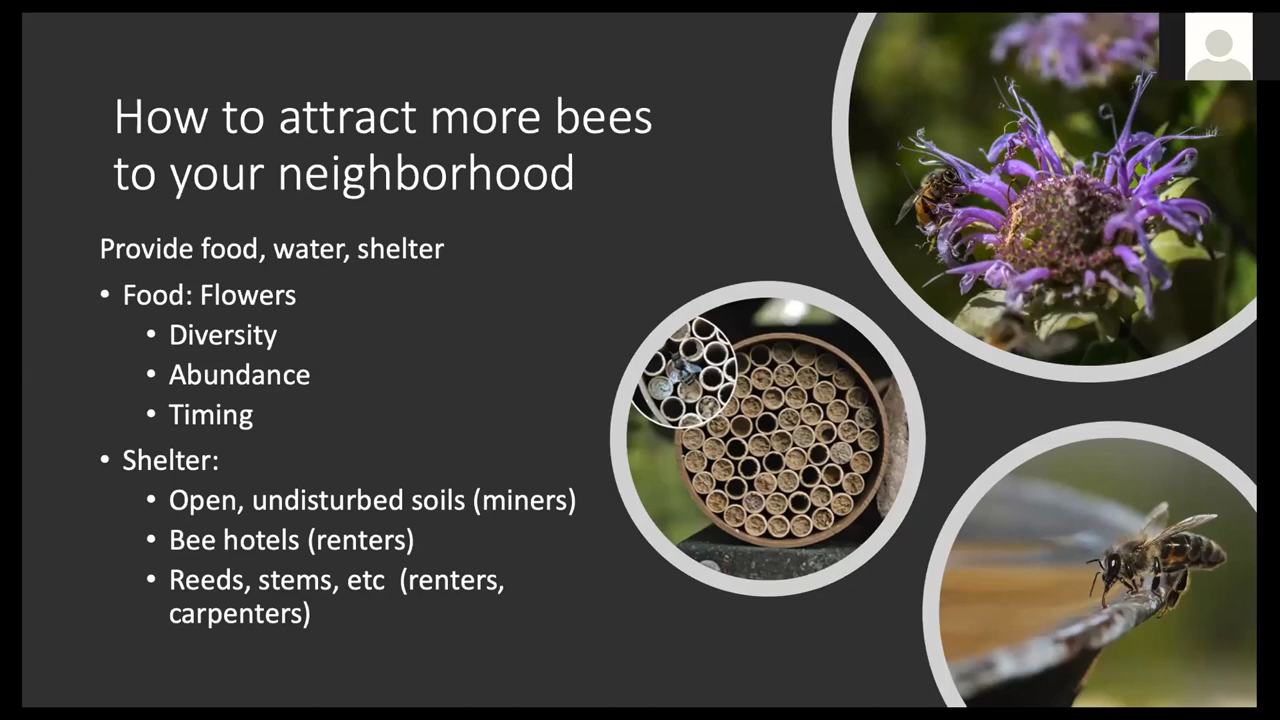 How to attract more bees
to your neighborhood
Provide food, water, shelter
• Food: Flowers
• Diversity
• Abundance
• Timing
• Shelter:
• Open, undisturbed soils (miners)
• Bee hotels (renters)
• Reeds, stems, etc  (renters,
carpenters)